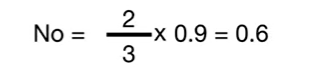 No = 2/3 x 0.9 = 0.6